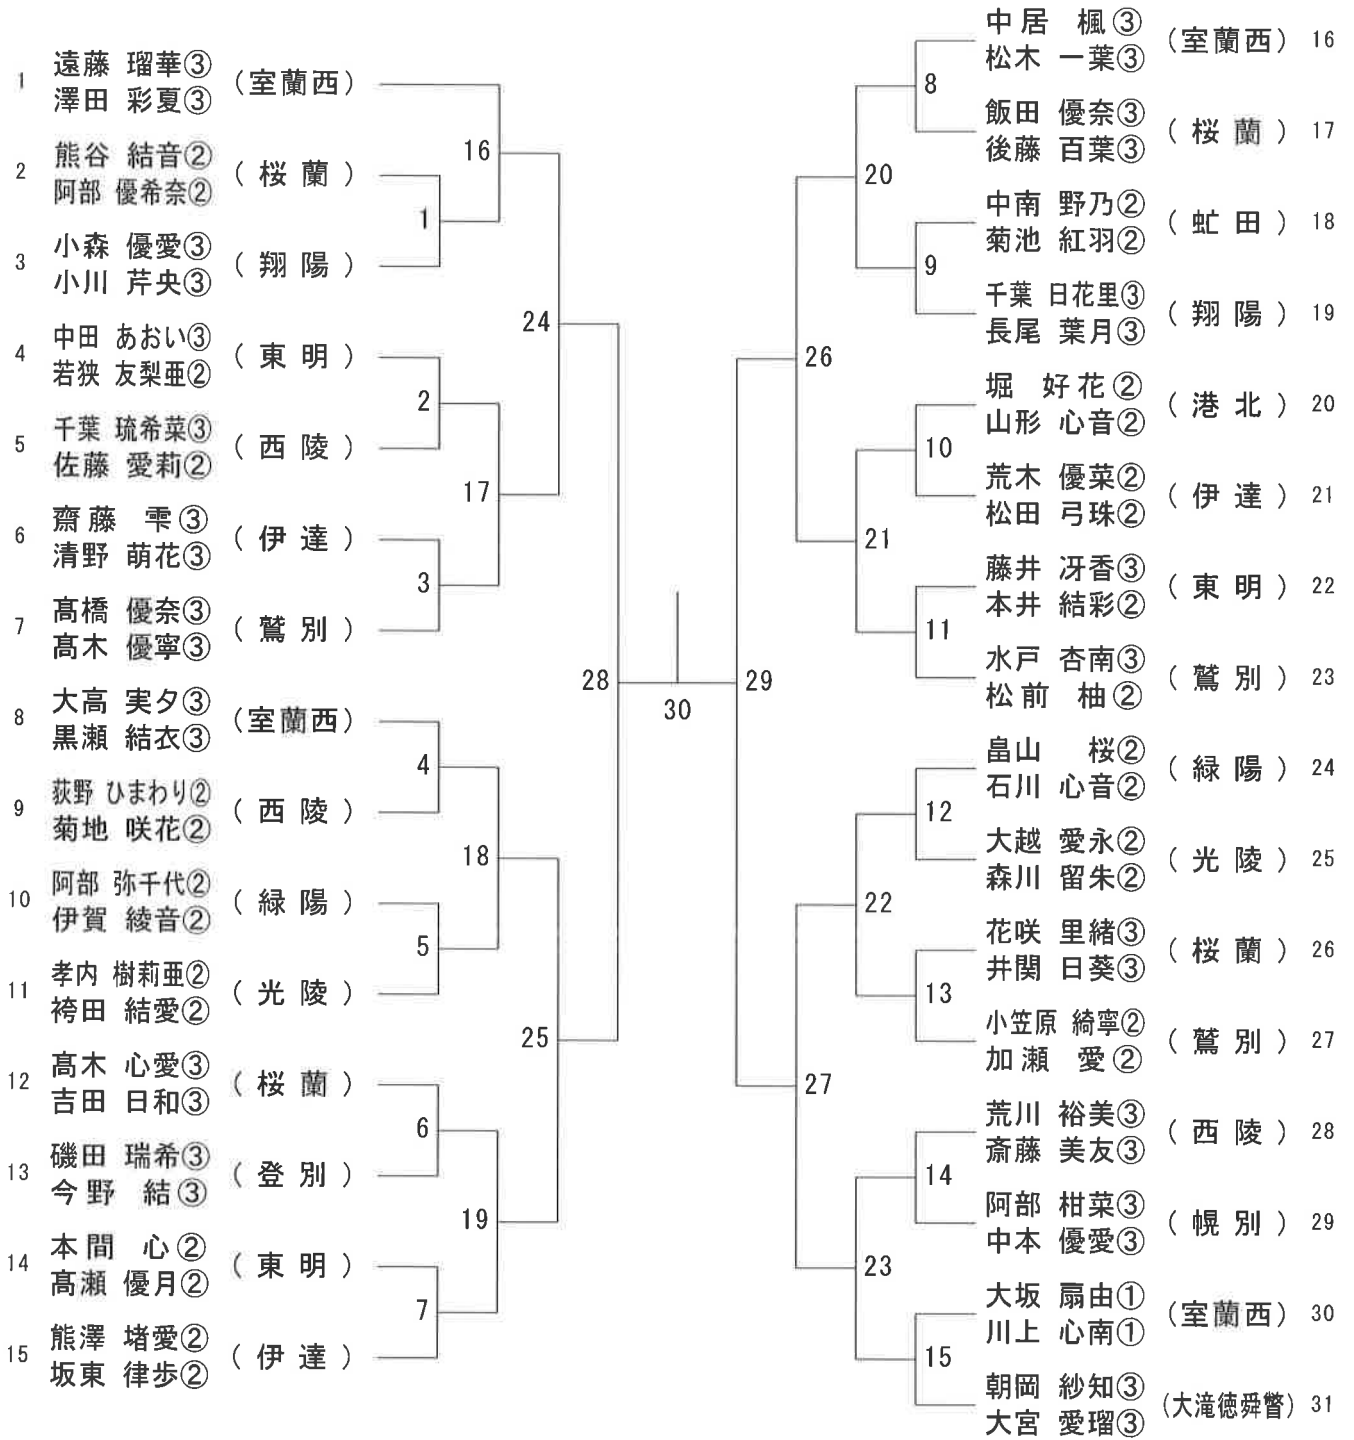 1 遠藤 瑠華③ (室蘭西)
澤田 彩夏③
2 熊谷 結音② (桜蘭)
阿部 優希奈②
3 小森 優愛③ (翔陽)
小川 芹央③
4 中田 あおい③ (東明)
若狭 友梨亜②
5 千葉 琉希菜③ (西陵)
佐藤 愛莉②
6 齋藤 雫③ (伊達)
清野 萌花③
7 髙橋 優奈③ (鷲別)
髙木 優寧③
8 大高 実夕③ (室蘭西)
黒瀬 結衣③
9 荻野 ひまわり② (西陵)
菊地 咲花②
10 阿部 弥千代② (緑陽)
伊賀 綾音②
11 孝内 樹莉亜② (光陵)
袴田 結愛②
12 髙木 心愛③ (桜蘭)
吉田 日和③
13 磯田 瑞希③ (登別)
今野 結③
14 本間 心② (東明)
髙瀬 優月②
15 熊澤 堵愛② (伊達)
坂東 律歩②
1
2
3
4
5
6
7
16
17
18
19
24
25
28
30
29
26
27
20
21
22
23
8
9
10
11
12
13
14
15
中居 楓③ (室蘭西) 16
松木 一葉③
飯田 優奈③ (桜蘭) 17
後藤 百葉③
中南 野乃② (虻田) 18
菊池 紅羽②
千葉 日花里③ (翔陽) 19
長尾 葉月③
堀 好花② (港北) 20
山形 心音②
荒木 優菜② (伊達) 21
松田 弓珠②
藤井 冴香③ (東明) 22
本井 結彩②
水戸 杏南③ (鷲別) 23
松前 柚②
畠山 桜② (緑陽) 24
石川 心音②
大越 愛永② (光陵) 25
森川 留朱②
花咲 里緒③ (桜蘭) 26
井関 日葵③
小笠原 綺寧② (鷲別) 27
加瀬 愛②
荒川 裕美③ (西陵) 28
斎藤 美友③
阿部 柑菜③ (幌別) 29
中本 優愛③
大坂 扇由① (室蘭西) 30
川上 心南①
朝岡 紗知③ (大滝徳舜瞥) 31
大宮 愛瑠③